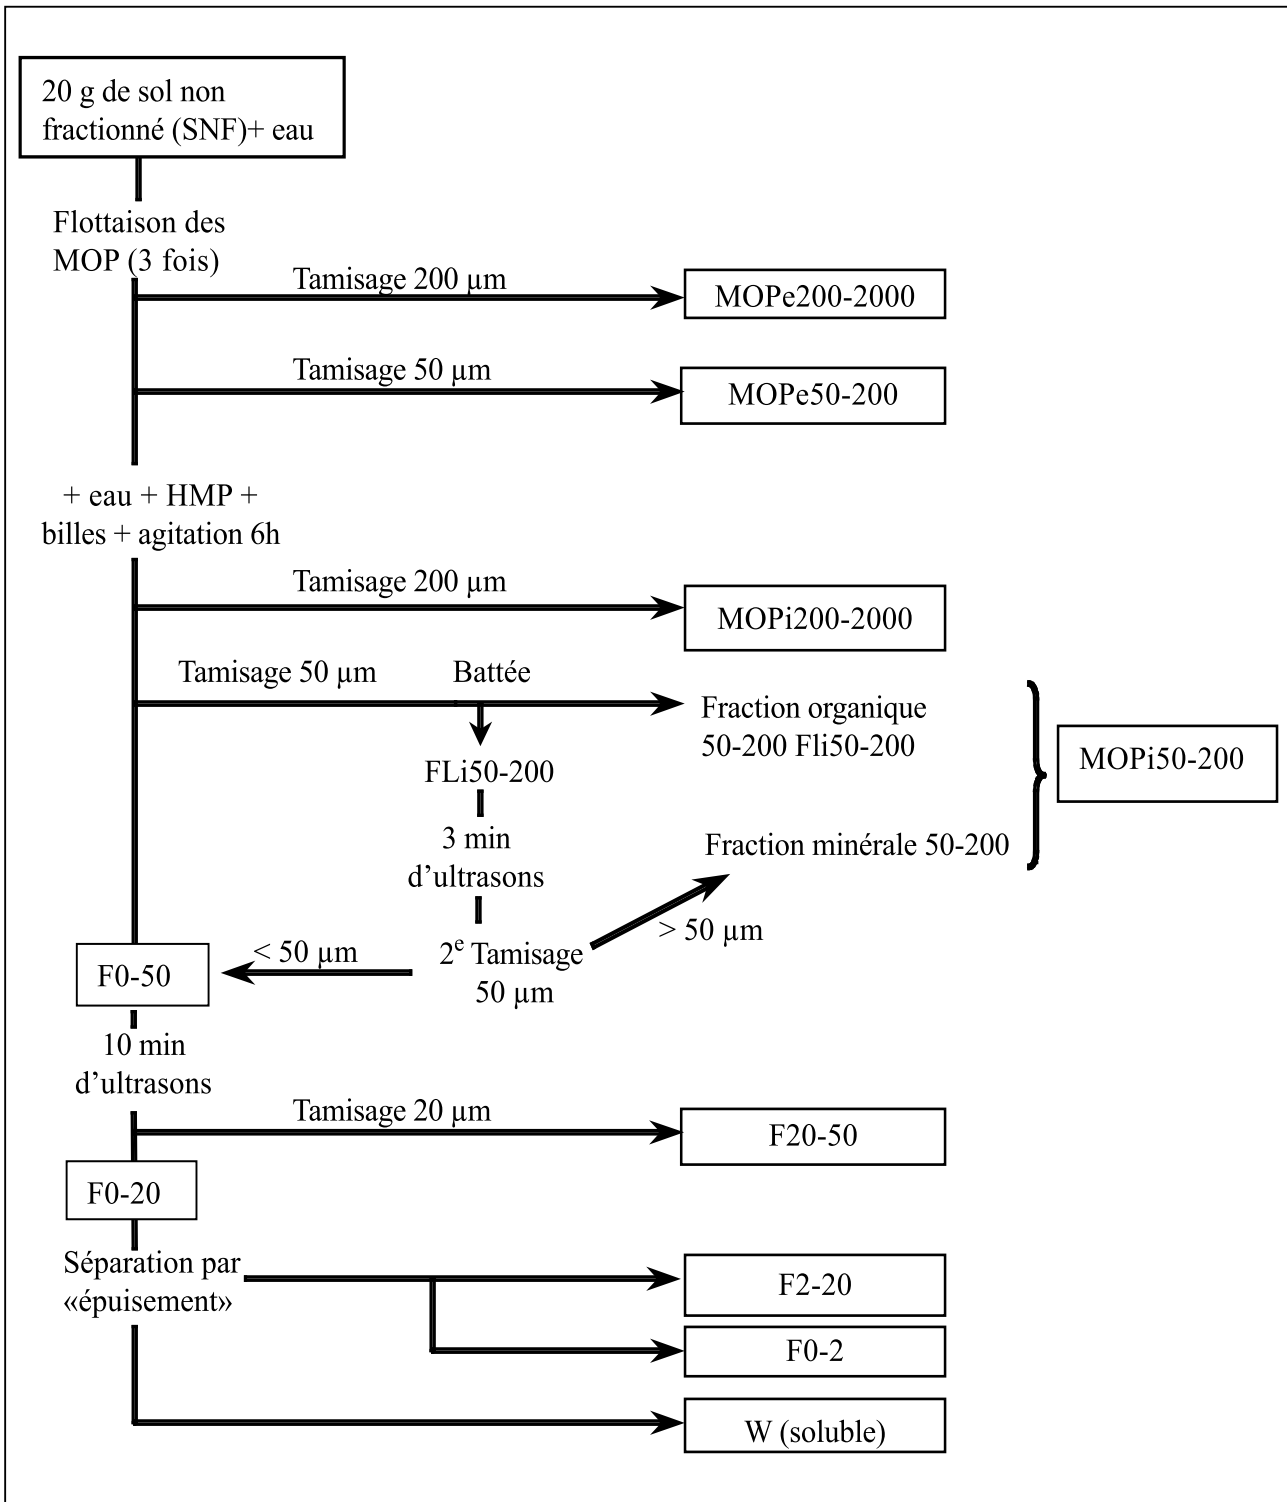 20 g de sol non
fractionné (SNF)+ eau
Flottaison des
MOP (3 fois)
Tamisage 200 µm
MOPe200-2000
Tamisage 50 µm
MOPe50-200
+ eau + HMP +
billes + agitation 6h
Tamisage 200 µm
MOPi200-2000
Tamisage 50 µm
Battée
Fraction organique
50-200 Fli50-200
MOPi50-200
FLi50-200
3 min
d’ultrasons
Fraction minérale 50-200
> 50 µm
2e Tamisage
50 µm
< 50 µm
F0-50
10 min
d’ultrasons
Tamisage 20 µm
F20-50
F0-20
Séparation par
«épuisement»
F2-20
F0-2
W (soluble)